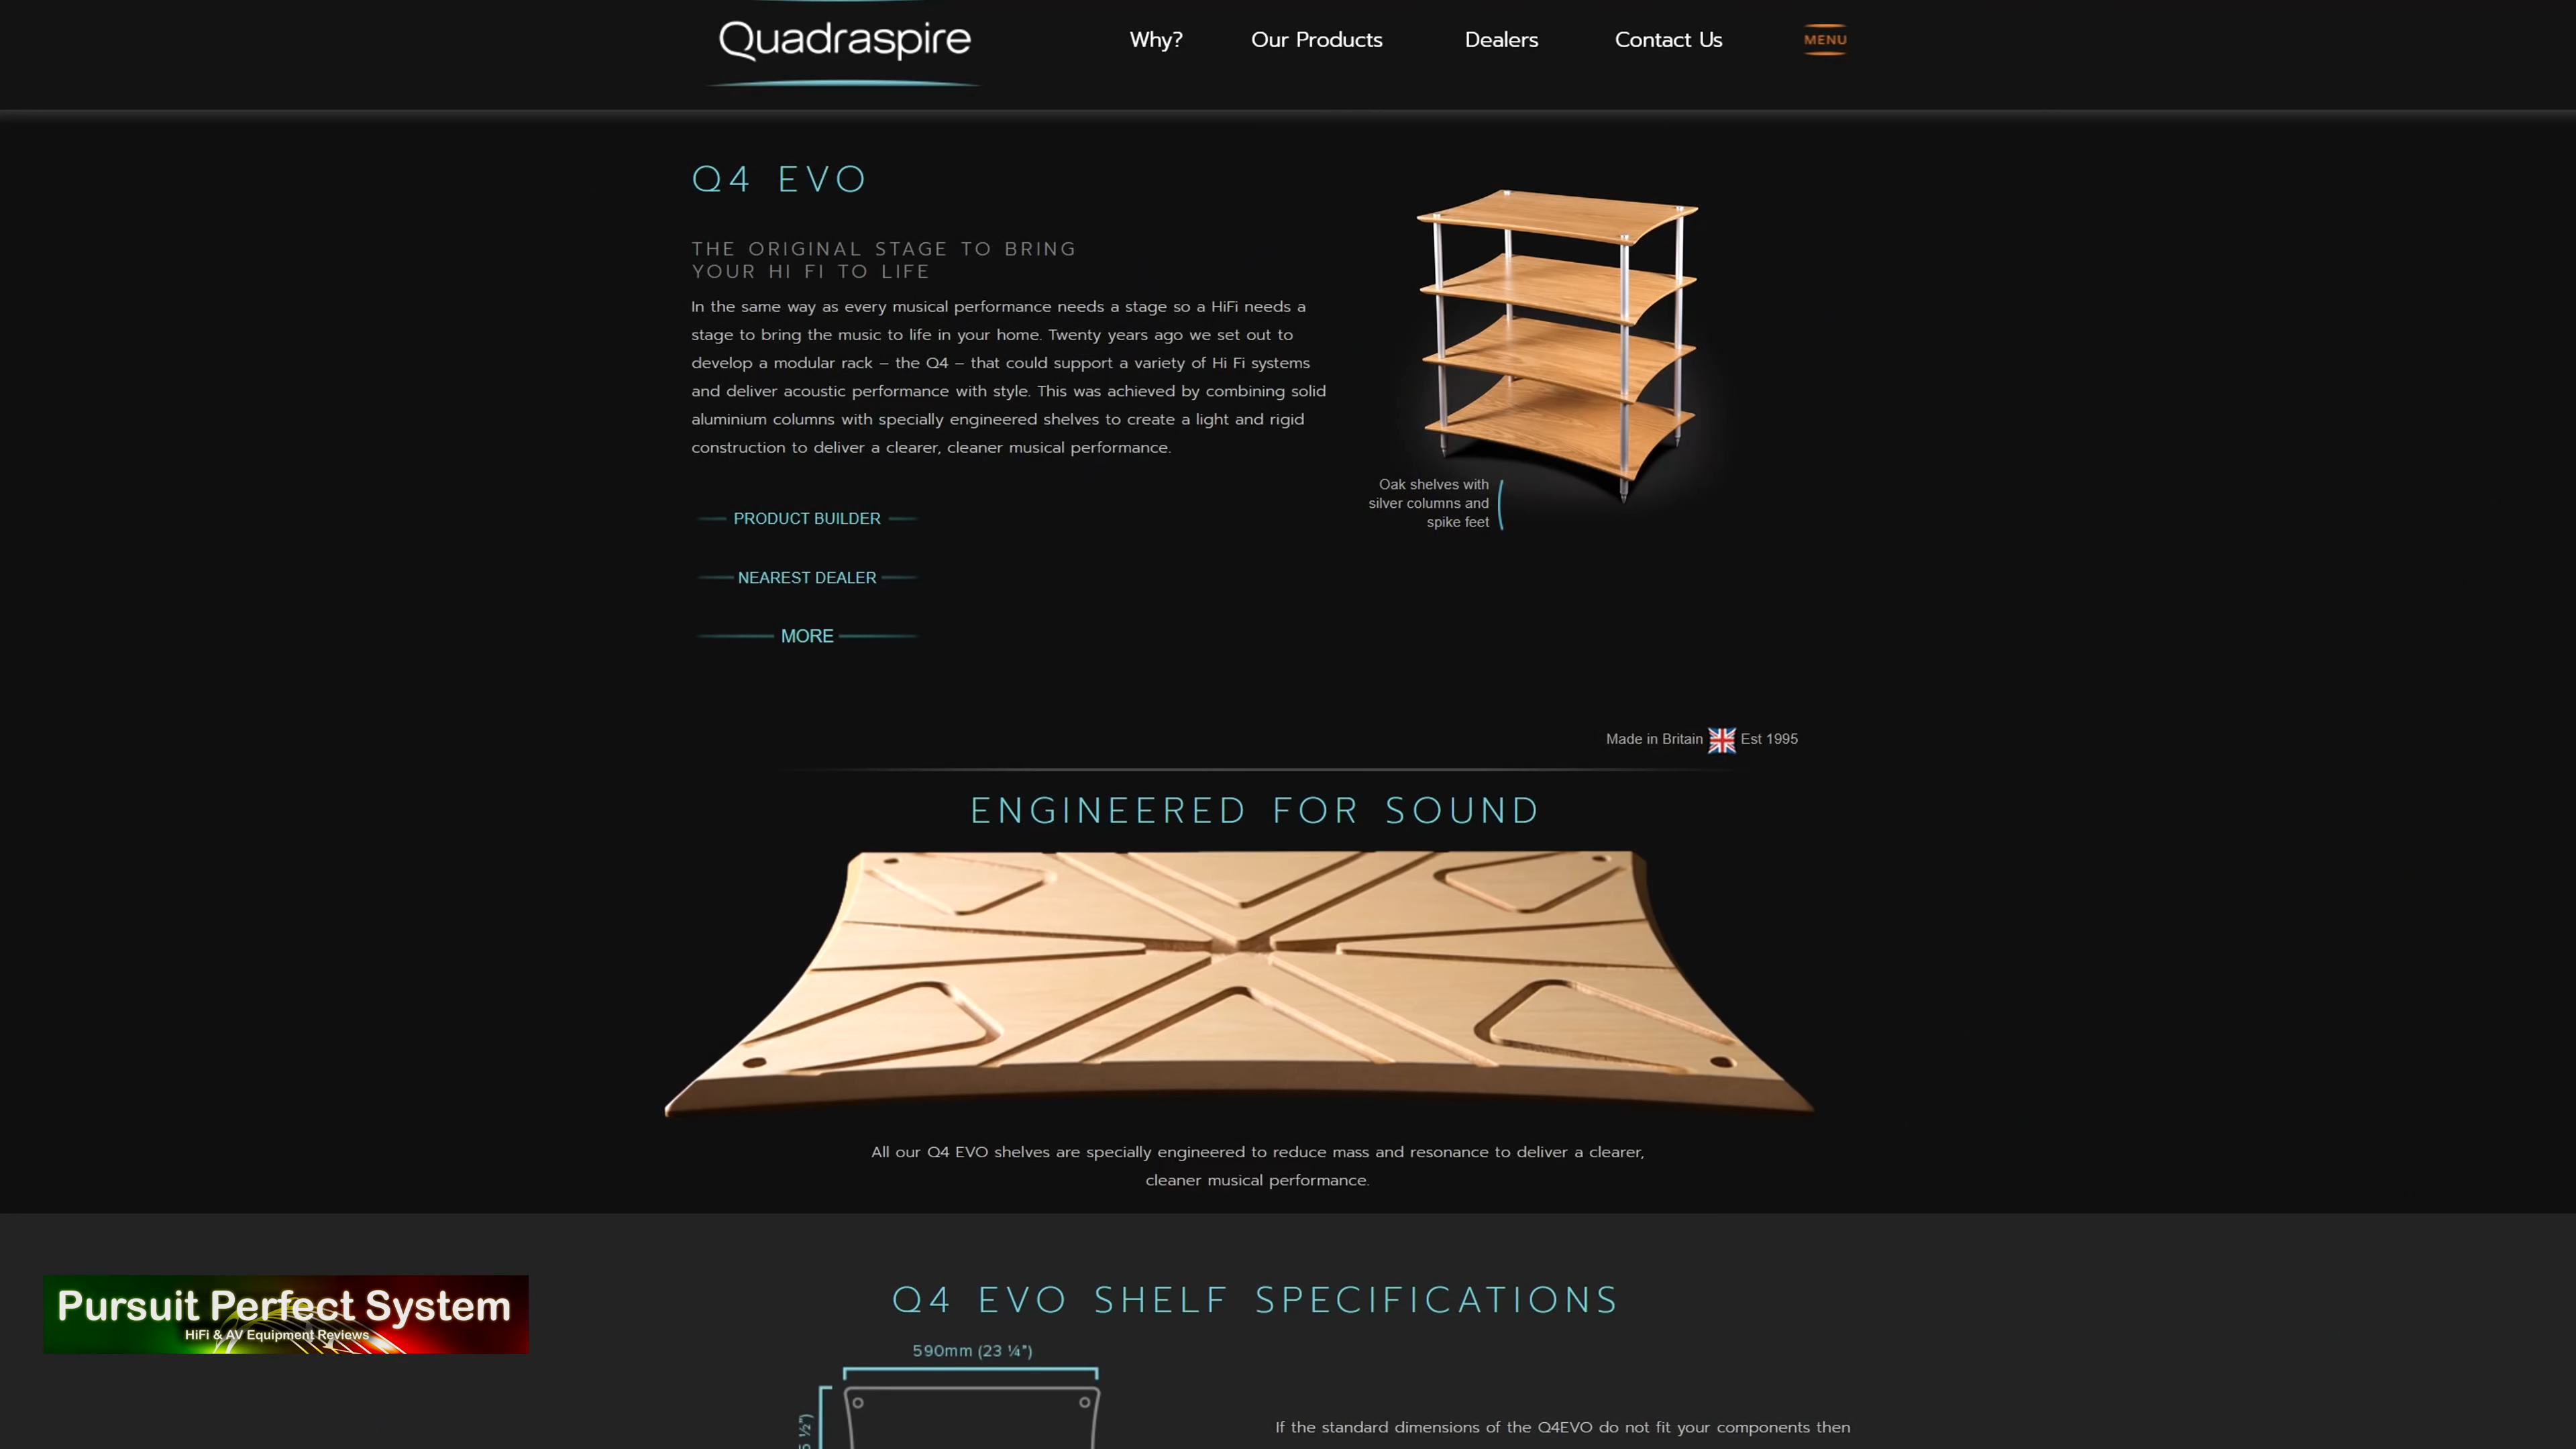 Quadraspire
Why?
Our Products
Dealers
Contact Us
MENU
Q4 EVO
THE ORIGINAL STAGE TO BRING
YOUR HI FI TO LIFE
In the same way as every musical performance needs a stage so a HiFi needs a
stage to bring the music to life in your home. Twenty years ago we set out to
develop a modular rack – the Q4 – that could support a variety of Hi Fi systems
and deliver acoustic performance with style. This was achieved by combining solid
aluminium columns with specially engineered shelves to create a light and rigid
construction to deliver a clearer, cleaner musical performance.
Oak shelves with
silver columns and
spike feet
PRODUCT BUILDER
NEAREST DEALER
MORE
Made in Britain Est 1995
ENGINEERED FOR SOUND
All our Q4 EVO shelves are specially engineered to reduce mass and resonance to deliver a clearer,
cleaner musical performance.
Pursuit Perfect System
HiFi & AV Equipment Reviews
Q4 EVO SHELF SPECIFICATIONS
590mm (23 ¼")
If the standard dimensions of the Q4EVO do not fit your components then